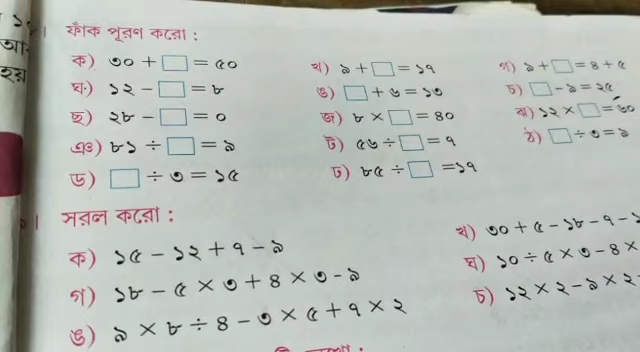 । ফাঁক পূরণ করো :
ক) ৩০ + □ = ৫০ খ) ৯ + □ = ১৭ গ) ৯ + □ = ৪ + ৫
ঘ) ১২ - □ = ৮ ঙ) □ + ৬ = ১৩ চ) □ - ৯ = ২৫
ছ) ২৮ - □ = ০ জ) ৮ × □ = ৪০ ঝ) ১২ × □ = ৬০
ঞ) ৮১ ÷ □ = ৯ ট) ৫৬ ÷ □ = ৭ ঠ) □ ÷ ৩ = ৯
ড) □ ÷ ৩ = ১৫ ঢ) ৮৫ ÷ □ = ১৭
। সরল করো :
ক) ১৫ - ১২ + ৭ - ৯ খ) ৩০ + ৫ - ১৮ - ৭ -
গ) ১৮ - ৫ × ৩ + ৪ × ৩ - ৯ ঘ) ১০ ÷ ৫ × ৩ - ৪ ×
ঙ) ৯ × ৮ ÷ ৪ - ৩ × ৫ + ৭ × ২ চ) ১২ × ২ - ৯ × ২